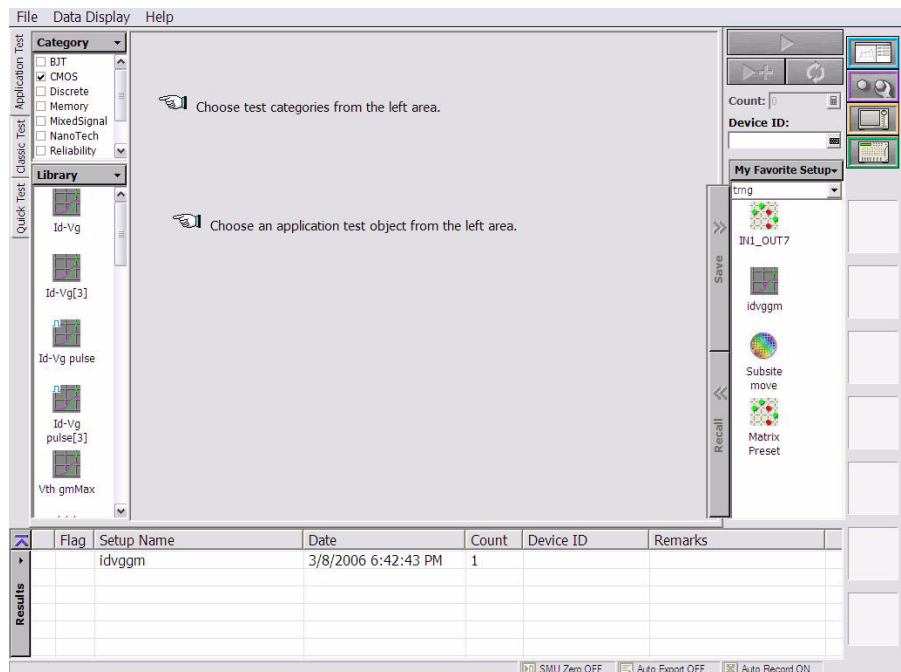 File Data Display Help
Application Test
Classic Test
Quick Test
Category
BJT
CMOS
Discrete
Memory
MixedSignal
NanoTech
Reliability
Library
Id-Vg
Id-Vg[3]
Id-Vg pulse
Id-Vg
pulse[3]
Vth gmMax
Choose test categories from the left area.
Choose an application test object from the left area.
Save
Recall
Count: 0
Device ID:
My Favorite Setup
trng
IN1_OUT7
idvggm
Subsite
move
Matrix
Preset
Results
Flag Setup Name Date Count Device ID Remarks
idvggm 3/8/2006 6:42:43 PM 1
SMU Zero OFF Auto Export OFF Auto Record ON